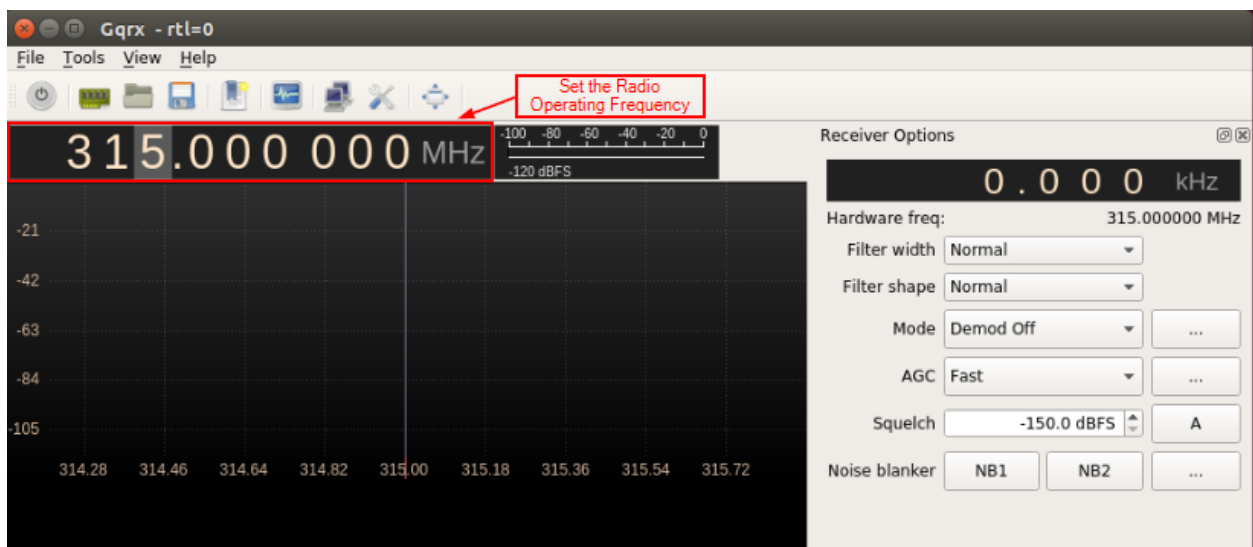 Gqrx - rtl=0
File Tools View Help
Set the Radio
Operating Frequency
315.000 000 MHz
-100 -80 -60 -40 -20 0
-120 dBFS
-21
-42
-63
-84
-105
314.28 314.46 314.64 314.82 315.00 315.18 315.36 315.54 315.72
Receiver Options
0.000 kHz
Hardware freq: 315.000000 MHz
Filter width Normal
Filter shape Normal
Mode Demod Off ...
AGC Fast ...
Squelch -150.0 dBFS A
Noise blanker NB1 NB2 ...